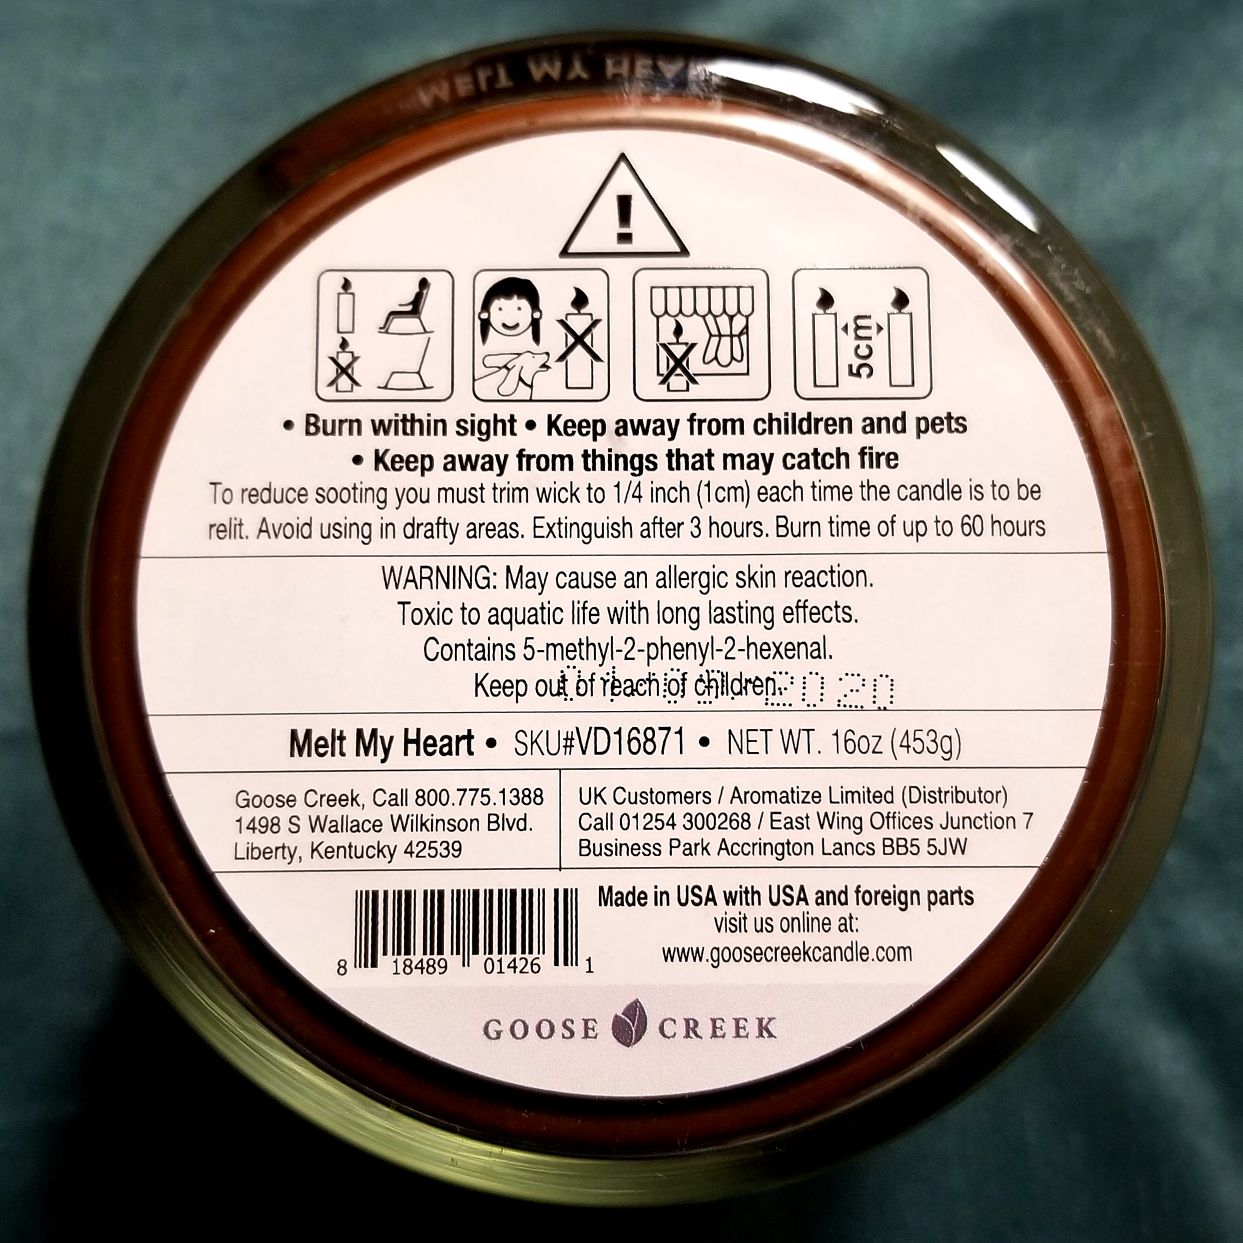 MELT MY HEA
!
5cm
• Burn within sight • Keep away from children and pets
• Keep away from things that may catch fire
To reduce sooting you must trim wick to 1/4 inch (1cm) each time the candle is to be
relit. Avoid using in drafty areas. Extinguish after 3 hours. Burn time of up to 60 hours
WARNING: May cause an allergic skin reaction.
Toxic to aquatic life with long lasting effects.
Contains 5-methyl-2-phenyl-2-hexenal.
Keep out of reach of children.
2020
Melt My Heart • SKU#VD16871 • NET WT. 16oz (453g)
Goose Creek, Call 800.775.1388
1498 S Wallace Wilkinson Blvd.
Liberty, Kentucky 42539
UK Customers / Aromatize Limited (Distributor)
Call 01254 300268 / East Wing Offices Junction 7
Business Park Accrington Lancs BB5 5JW
Made in USA with USA and foreign parts
visit us online at:
www.goosecreekcandle.com
8 18489 01426 1
GOOSE CREEK